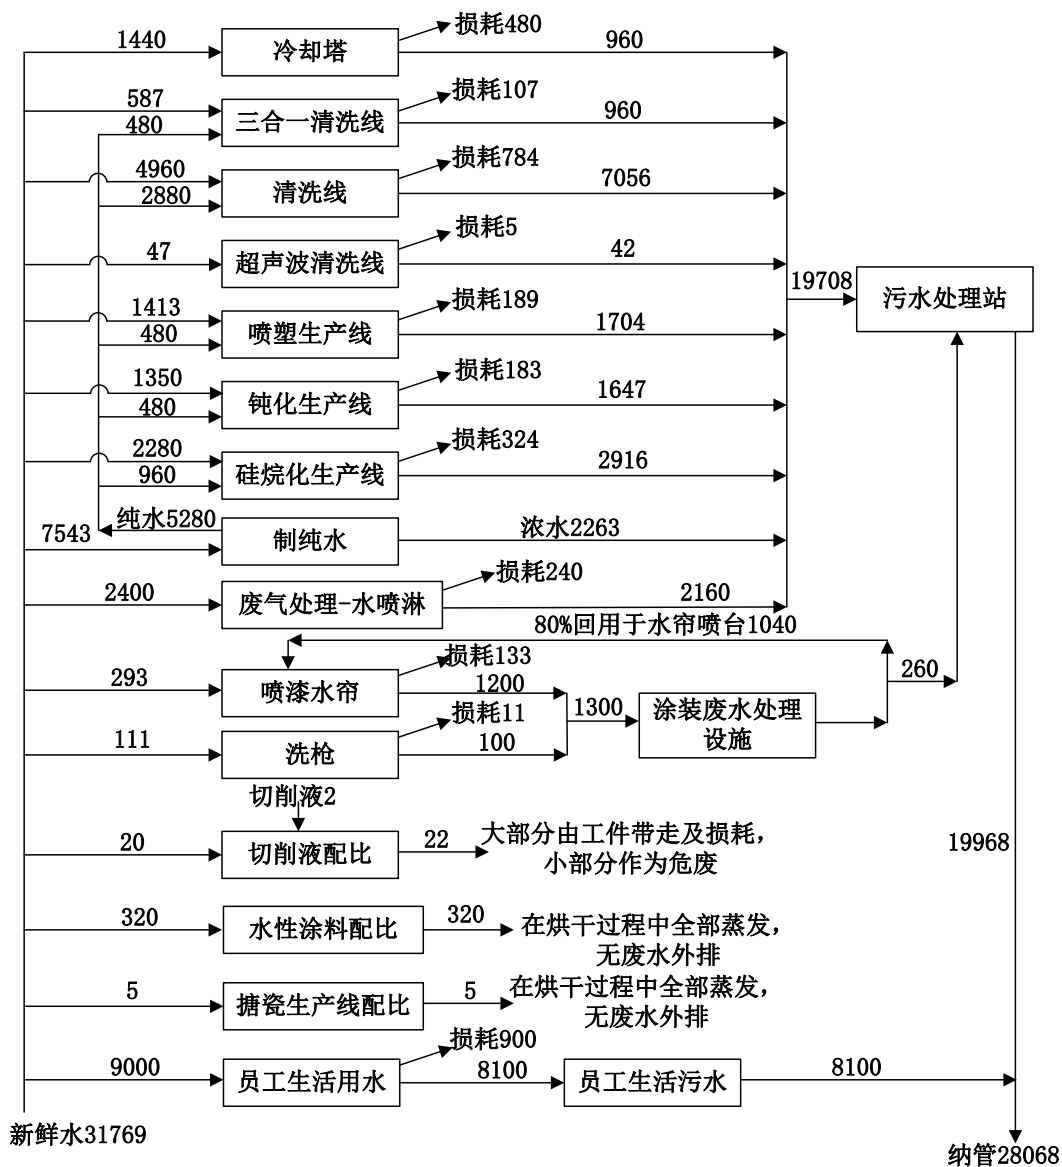 损耗480
1440
冷却塔
960
损耗107
587
三合一清洗线
960
480
损耗784
4960
清洗线
7056
2880
损耗5
47
超声波清洗线
42
19708
污水处理站
损耗189
1413
喷塑生产线
1704
480
损耗183
1350
钝化生产线
1647
480
损耗324
2280
硅烷化生产线
2916
960
纯水5280
7543
制纯水
浓水2263
损耗240
2400
废气处理-水喷淋
2160
80%回用于水帘喷台1040
损耗133
293
喷漆水帘
1200
260
损耗11
1300
涂装废水处理
设施
111
洗枪
100
切削液2
20
切削液配比
22
大部分由工件带走及损耗，
小部分作为危废
19968
320
水性涂料配比
320
在烘干过程中全部蒸发，
无废水外排
5
搪瓷生产线配比
5
在烘干过程中全部蒸发，
无废水外排
损耗900
9000
员工生活用水
8100
员工生活污水
8100
新鲜水31769
纳管28068